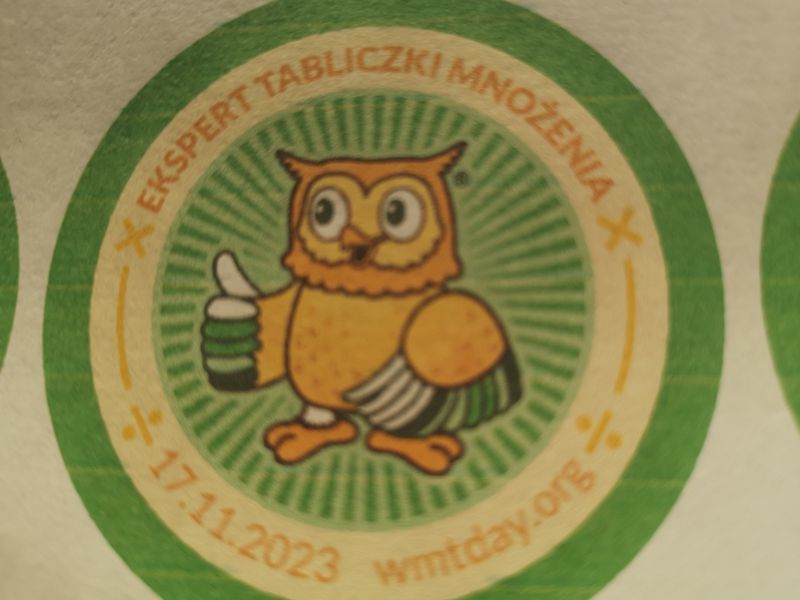 EKSPERT TABLICZKI MNOŻENIA
®
17.11.2023 wmtday.org